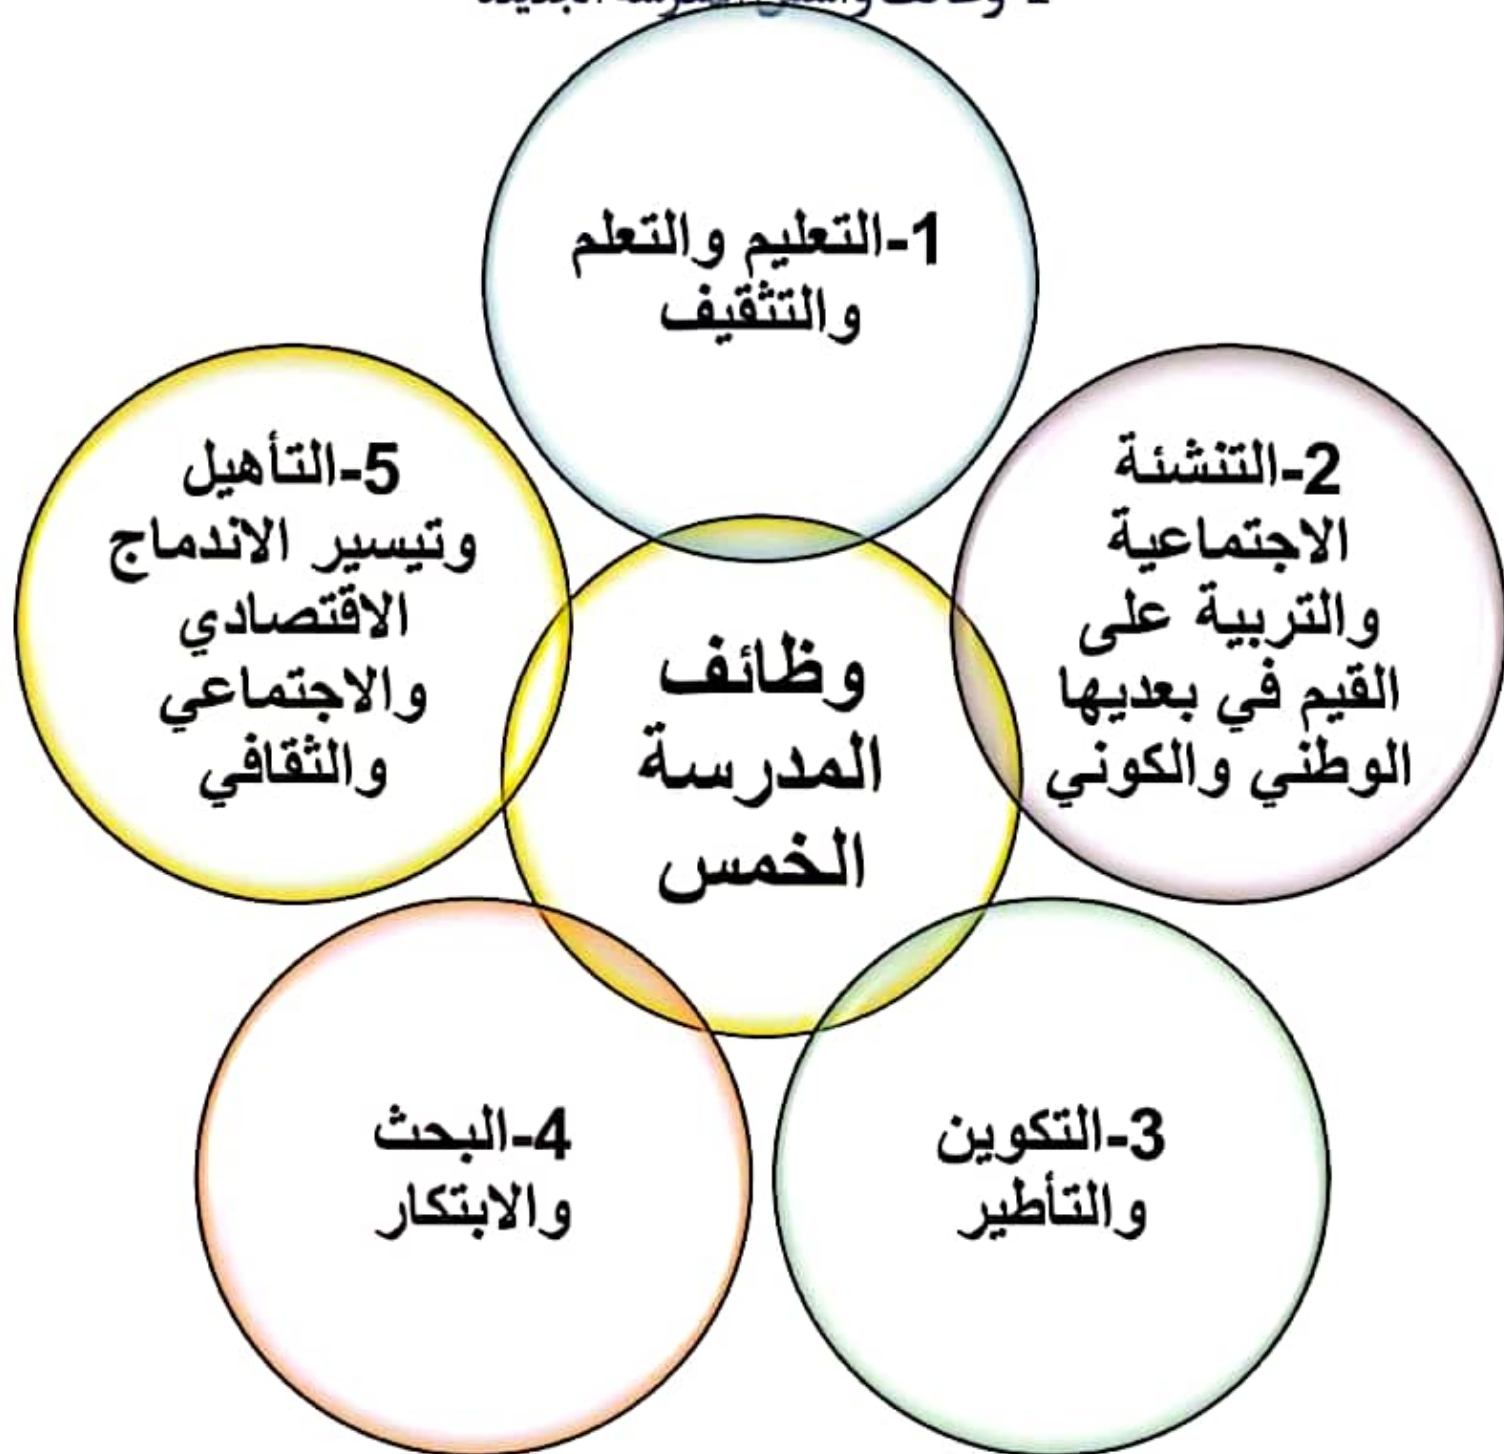 الجديدة
1-التعليم والتعلم
والتثقيف
2-التنشئة
الاجتماعية
والتربية على
القيم في بعديها
الوطني والكوني
3-التكوين
والتأطير
4-البحث
والابتكار
5-التأهيل
وتيسير الاندماج
الاقتصادي
والاجتماعي
والثقافي
وظائف
المدرسة
الخمس